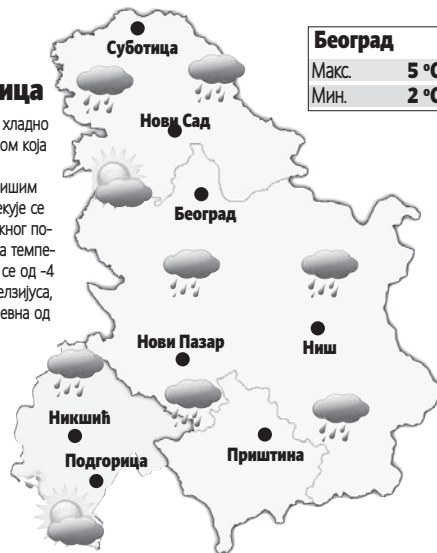 ица
хладно
ом која
ишим
екује се
жног по-
а темпе-
се од -4
елзијуса,
евна од
Суботица
Нови Сад
Београд
Нови Пазар
Ниш
Никшић
Подгорица
Приштина
Београд
Макс. 5 °C
Мин. 2 °C